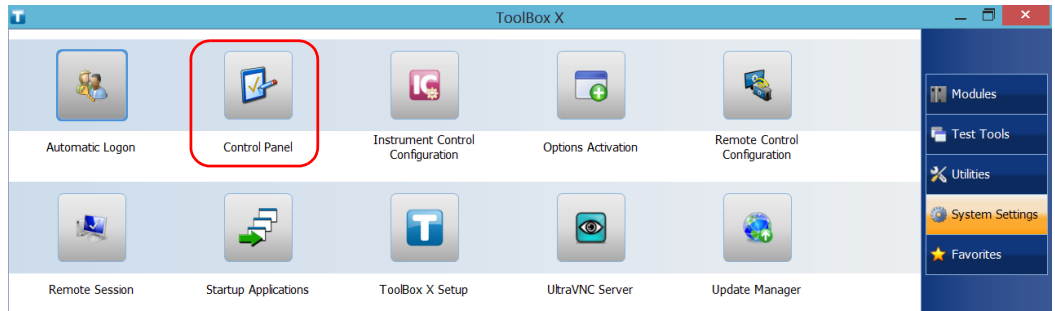 ToolBox X
Automatic Logon
Control Panel
Instrument Control
Configuration
Options Activation
Remote Control
Configuration
Remote Session
Startup Applications
ToolBox X Setup
UltraVNC Server
Update Manager
Modules
Test Tools
Utilities
System Settings
Favorites